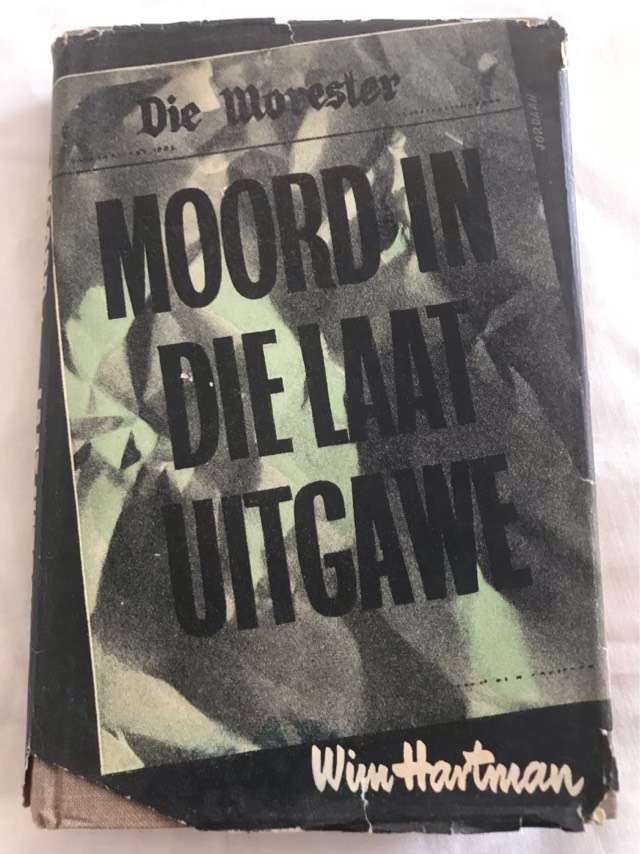 Die Morester
MOORD IN
DIE LAAT
UITGAWE
Wim Hartman